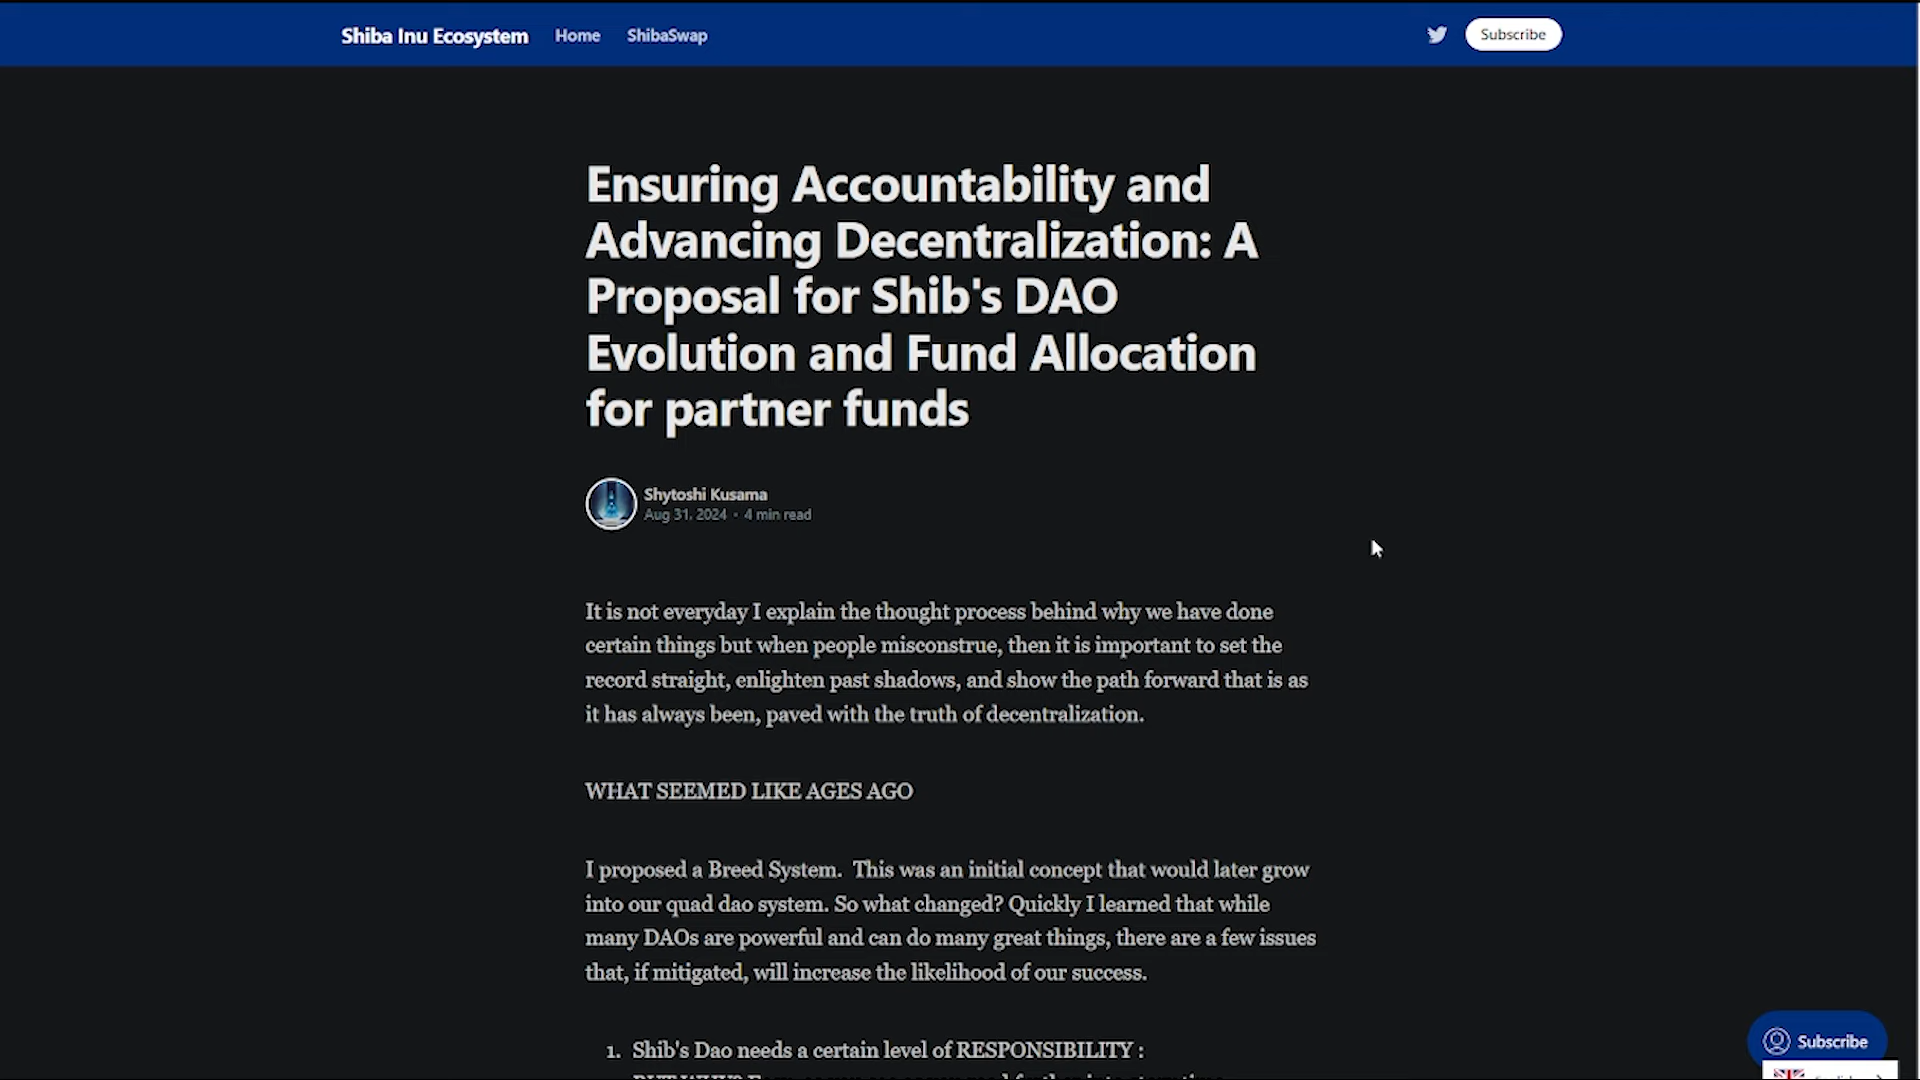 Shiba Inu Ecosystem Home ShibaSwap Subscribe
Ensuring Accountability and
Advancing Decentralization: A
Proposal for Shib's DAO
Evolution and Fund Allocation
for partner funds
Shytoshi Kusama
Aug 31, 2024 • 4 min read
It is not everyday I explain the thought process behind why we have done
certain things but when people misconstrue, then it is important to set the
record straight, enlighten past shadows, and show the path forward that is as
it has always been, paved with the truth of decentralization.
WHAT SEEMED LIKE AGES AGO
I proposed a Breed System.  This was an initial concept that would later grow
into our quad dao system. So what changed? Quickly I learned that while
many DAOs are powerful and can do many great things, there are a few issues
that, if mitigated, will increase the likelihood of our success.
1. Shib's Dao needs a certain level of RESPONSIBILITY :
Subscribe